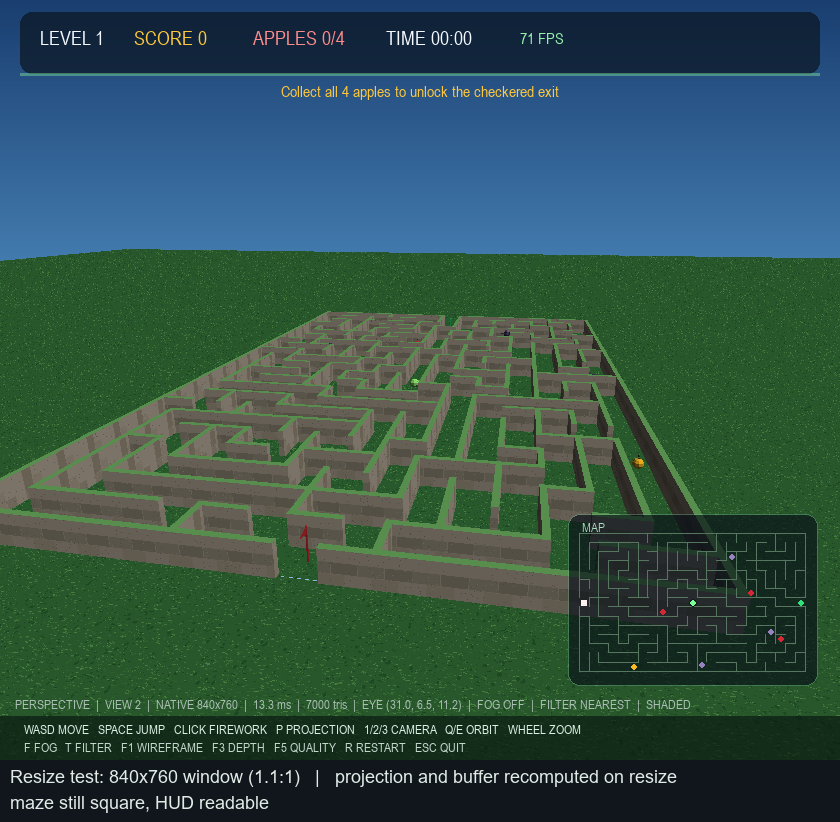 LEVEL 1 SCORE 0 APPLES 0/4 TIME 00:00 71 FPS
Collect all 4 apples to unlock the checkered exit
MAP
PERSPECTIVE | VIEW 2 | NATIVE 840x760 | 13.3 ms | 7000 tris | EYE (31.0, 6.5, 11.2) | FOG OFF | FILTER NEAREST | SHADED
WASD MOVE SPACE JUMP CLICK FIREWORK P PROJECTION 1/2/3 CAMERA Q/E ORBIT WHEEL ZOOM
F FOG T FILTER F1 WIREFRAME F3 DEPTH F5 QUALITY R RESTART ESC QUIT
Resize test: 840x760 window (1.1:1) | projection and buffer recomputed on resize
maze still square, HUD readable